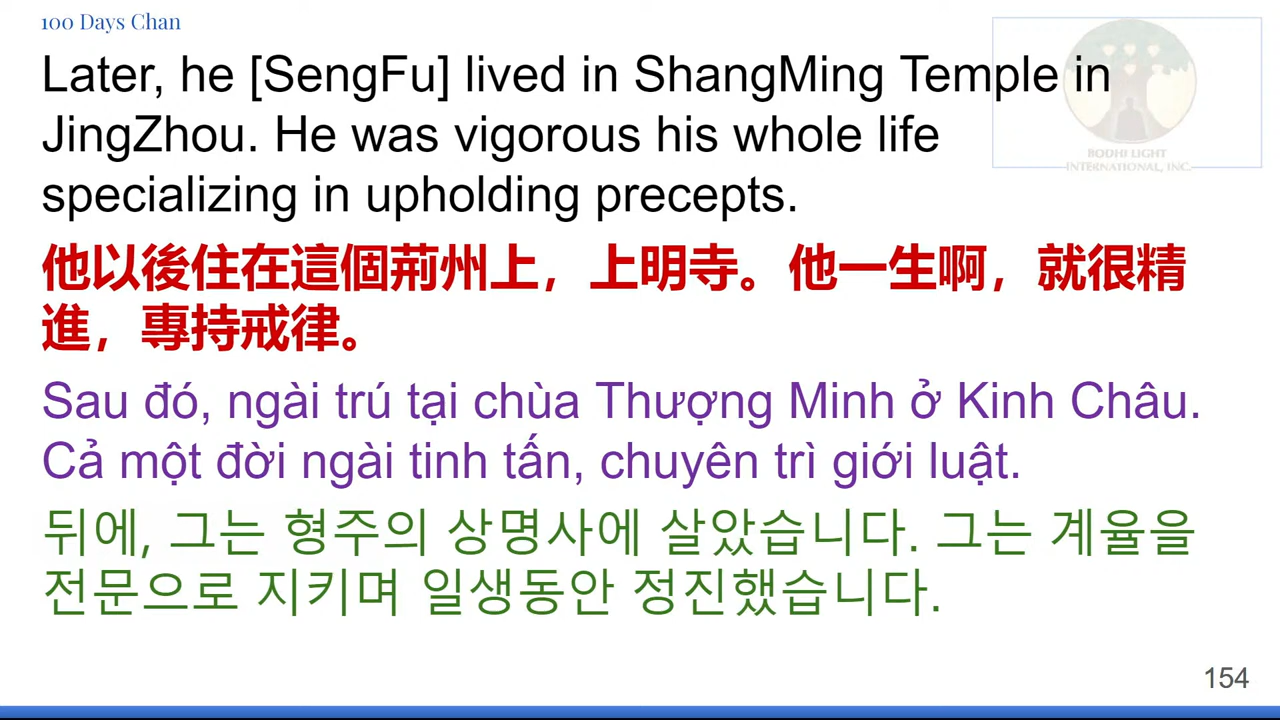 100 Days Chan
Later, he [SengFu] lived in ShangMing Temple in
JingZhou. He was vigorous his whole life
specializing in upholding precepts.
BODHI LIGHT
INTERNATIONAL, INC.
他以後住在這個荊州上，上明寺。他一生啊，就很精
進，專持戒律。
Sau đó, ngài trú tại chùa Thượng Minh ở Kinh Châu.
Cả một đời ngài tinh tấn, chuyên trì giới luật.
뒤에, 그는 형주의 상명사에 살았습니다. 그는 계율을
전문으로 지키며 일생동안 정진했습니다.
154